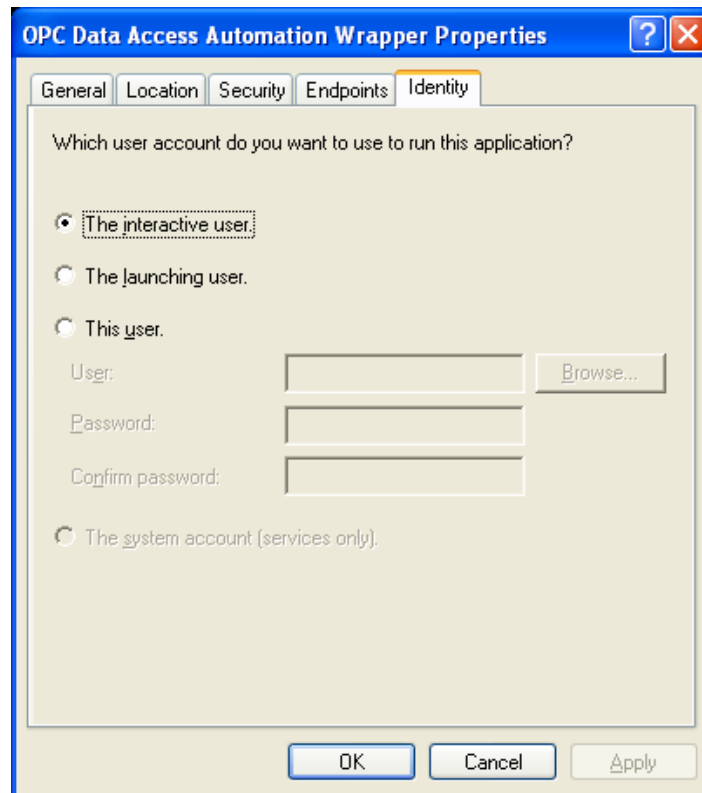 OPC Data Access Automation Wrapper Properties
General Location Security Endpoints Identity
Which user account do you want to use to run this application?
The interactive user.
The launching user.
This user.
User: Browse...
Password:
Confirm password:
The system account (services only).
OK Cancel Apply